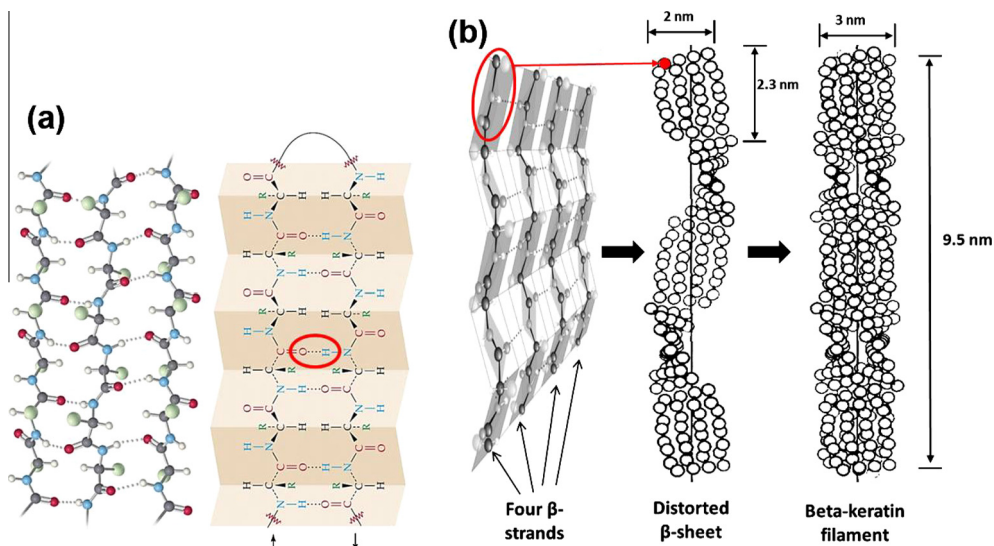 (a)
O=C N–H
R C H H C R
H–N C=O
C=O H–N
H C R H C R
O=C N–H O=C N–H
R C H H C R
H–N C=O
C=O H–N
H C R H C R
O=C N–H O=C N–H
R C H H C R
H–N C=O
C=O H–N
H C R H C R
O=C N–H O=C N–H
(b)
2 nm
2.3 nm
3 nm
9.5 nm
Four β-
strands
Distorted
β-sheet
Beta-keratin
filament